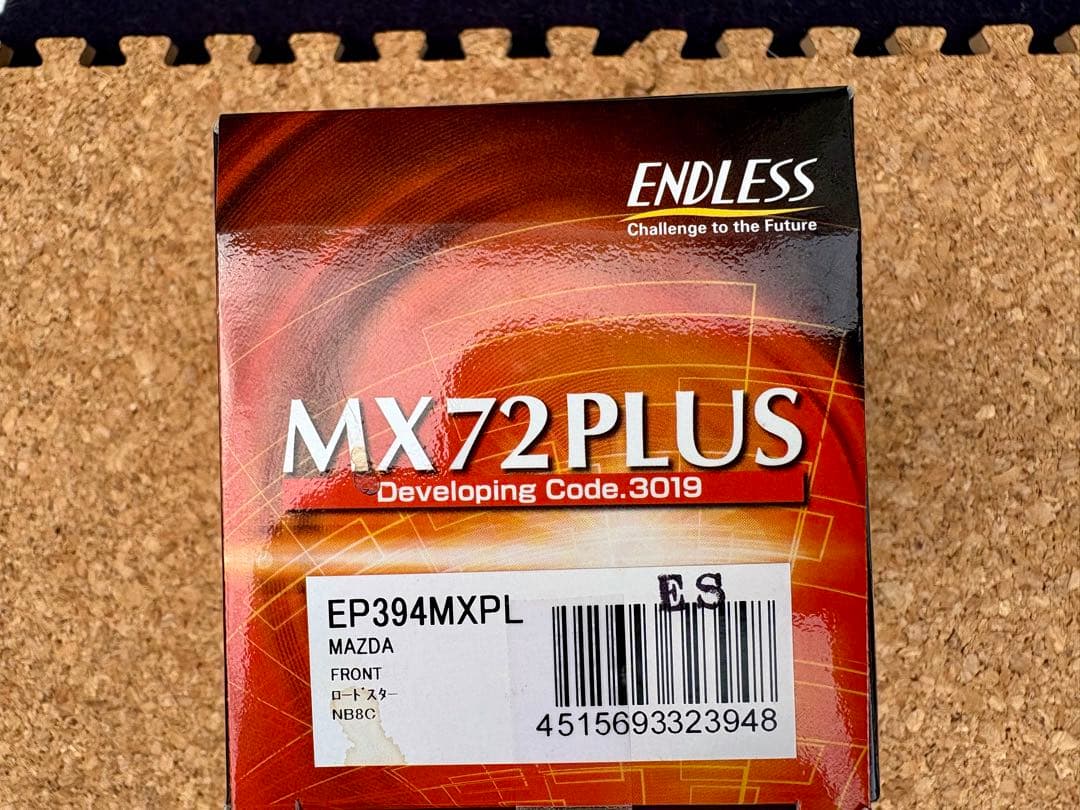 ENDLESS
Challenge to the Future
MX72PLUS
Developing Code.3019
ES
EP394MXPL
MAZDA
FRONT
ﾛｰﾄﾞｽﾀｰ
NB8C
4515693323948